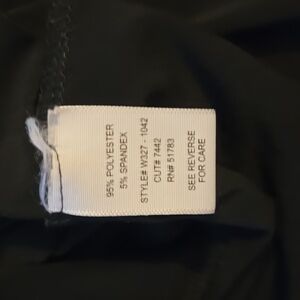 95% POLYESTER
5% SPANDEX
STYLE# W327 - 1042
CUT# 7442
RN# 51783
SEE REVERSE
FOR CARE